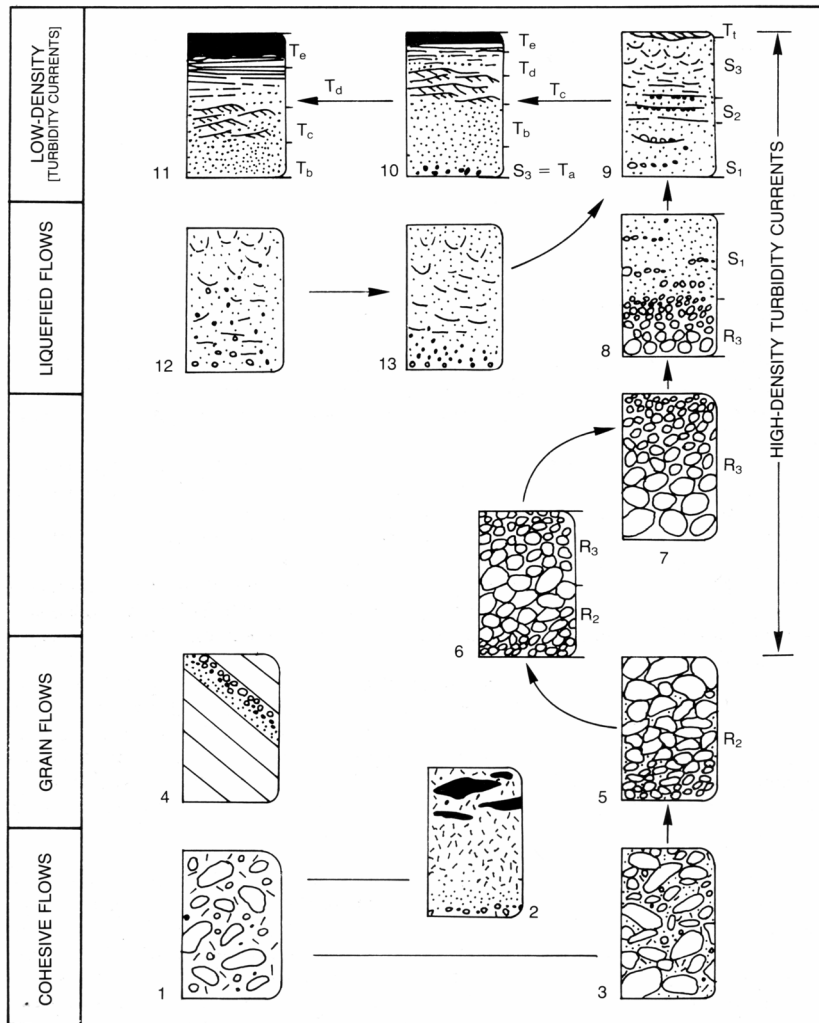 LOW-DENSITY
[TURBIDITY CURRENTS]
LIQUEFIED FLOWS
GRAIN FLOWS
COHESIVE FLOWS
HIGH-DENSITY TURBIDITY CURRENTS
Te
Td
Tc
Tb
11
Te
Td
Tc
Tb
S3 = Ta
10
Tt
S3
S2
S1
9
12
13
S1
R3
8
R3
7
R3
R2
6
4
R2
5
2
1
3